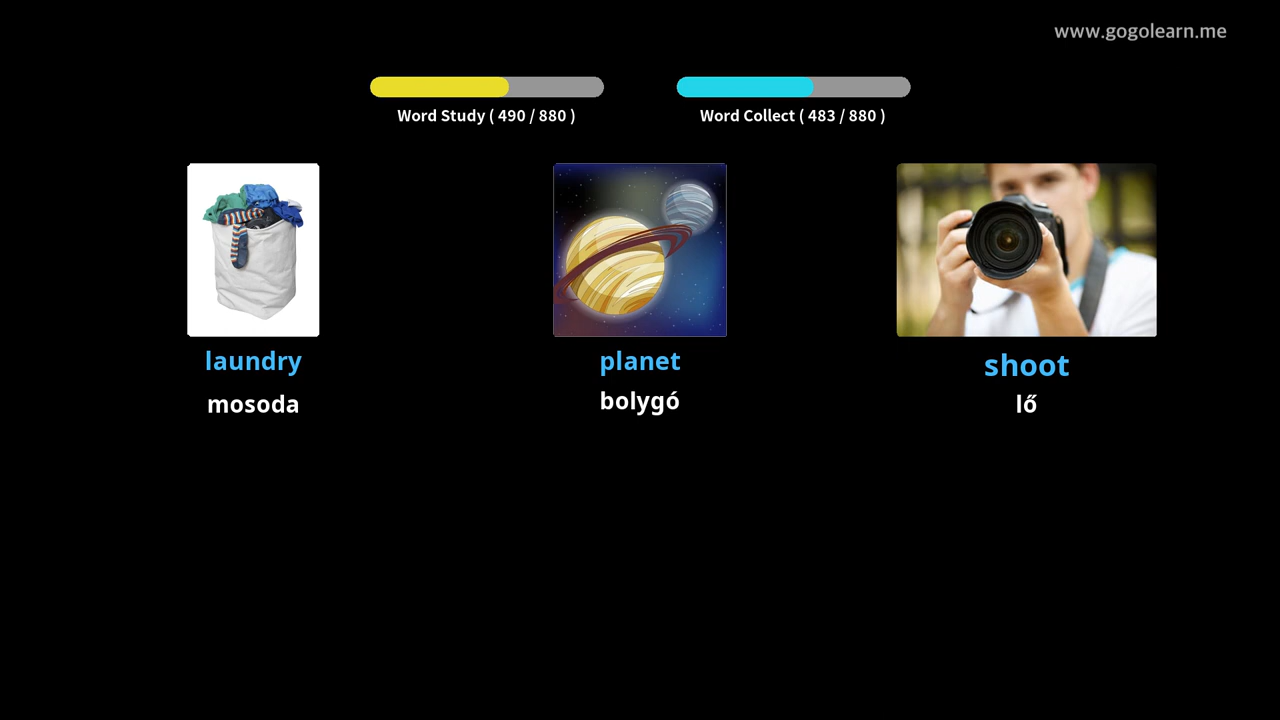 www.gogolearn.me
Word Study ( 490 / 880 )
Word Collect ( 483 / 880 )
laundry
mosoda
planet
bolygó
shoot
lő